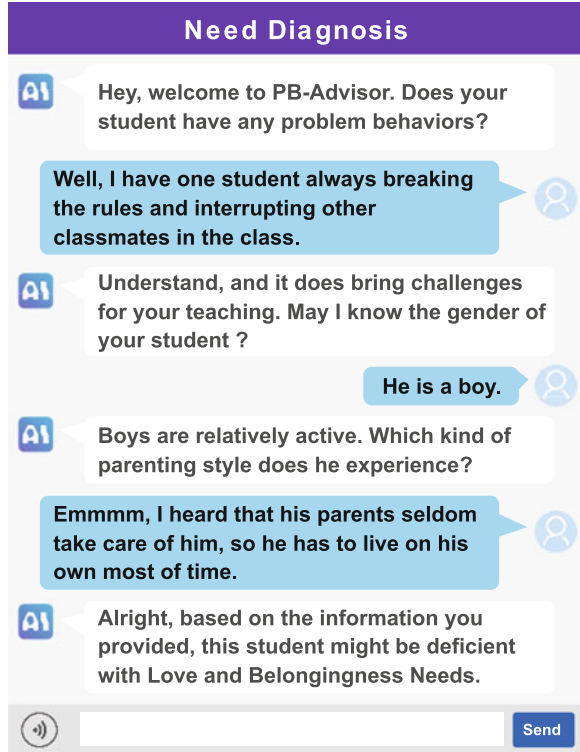 Need Diagnosis
AI
Hey, welcome to PB-Advisor. Does your
student have any problem behaviors?
Well, I have one student always breaking
the rules and interrupting other
classmates in the class.
AI
Understand, and it does bring challenges
for your teaching. May I know the gender of
your student ?
He is a boy.
AI
Boys are relatively active. Which kind of
parenting style does he experience?
Emmmm, I heard that his parents seldom
take care of him, so he has to live on his
own most of time.
AI
Alright, based on the information you
provided, this student might be deficient
with Love and Belongingness Needs.
Send